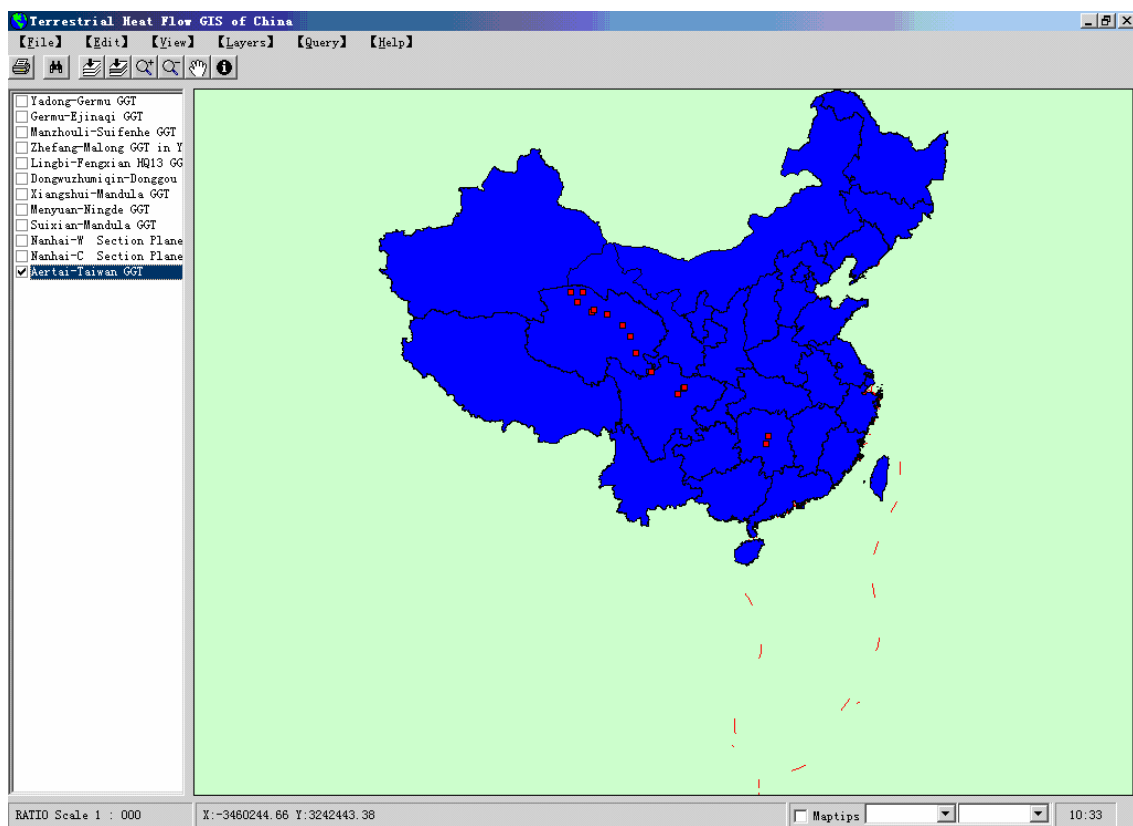 Terrestrial Heat Flow GIS of China
【File】 【Edit】 【View】 【Layers】 【Query】 【Help】
Yadong-Germu GGT
Germu-Ejinaqi GGT
Manzhouli-Suifenhe GGT
Zhefang-Malong GGT in Y
Lingbi-Fengxian HQ13 GG
Dongwuzhumiqin-Donggou
Xiangshui-Mandula GGT
Menyuan-Ningde GGT
Suixian-Mandula GGT
Nanhai-W Section Plane
Nanhai-C Section Plane
Aertai-Taiwan GGT
RATIO Scale 1 : 000 X:-3460244.66 Y:3242443.38 Maptips 10:33